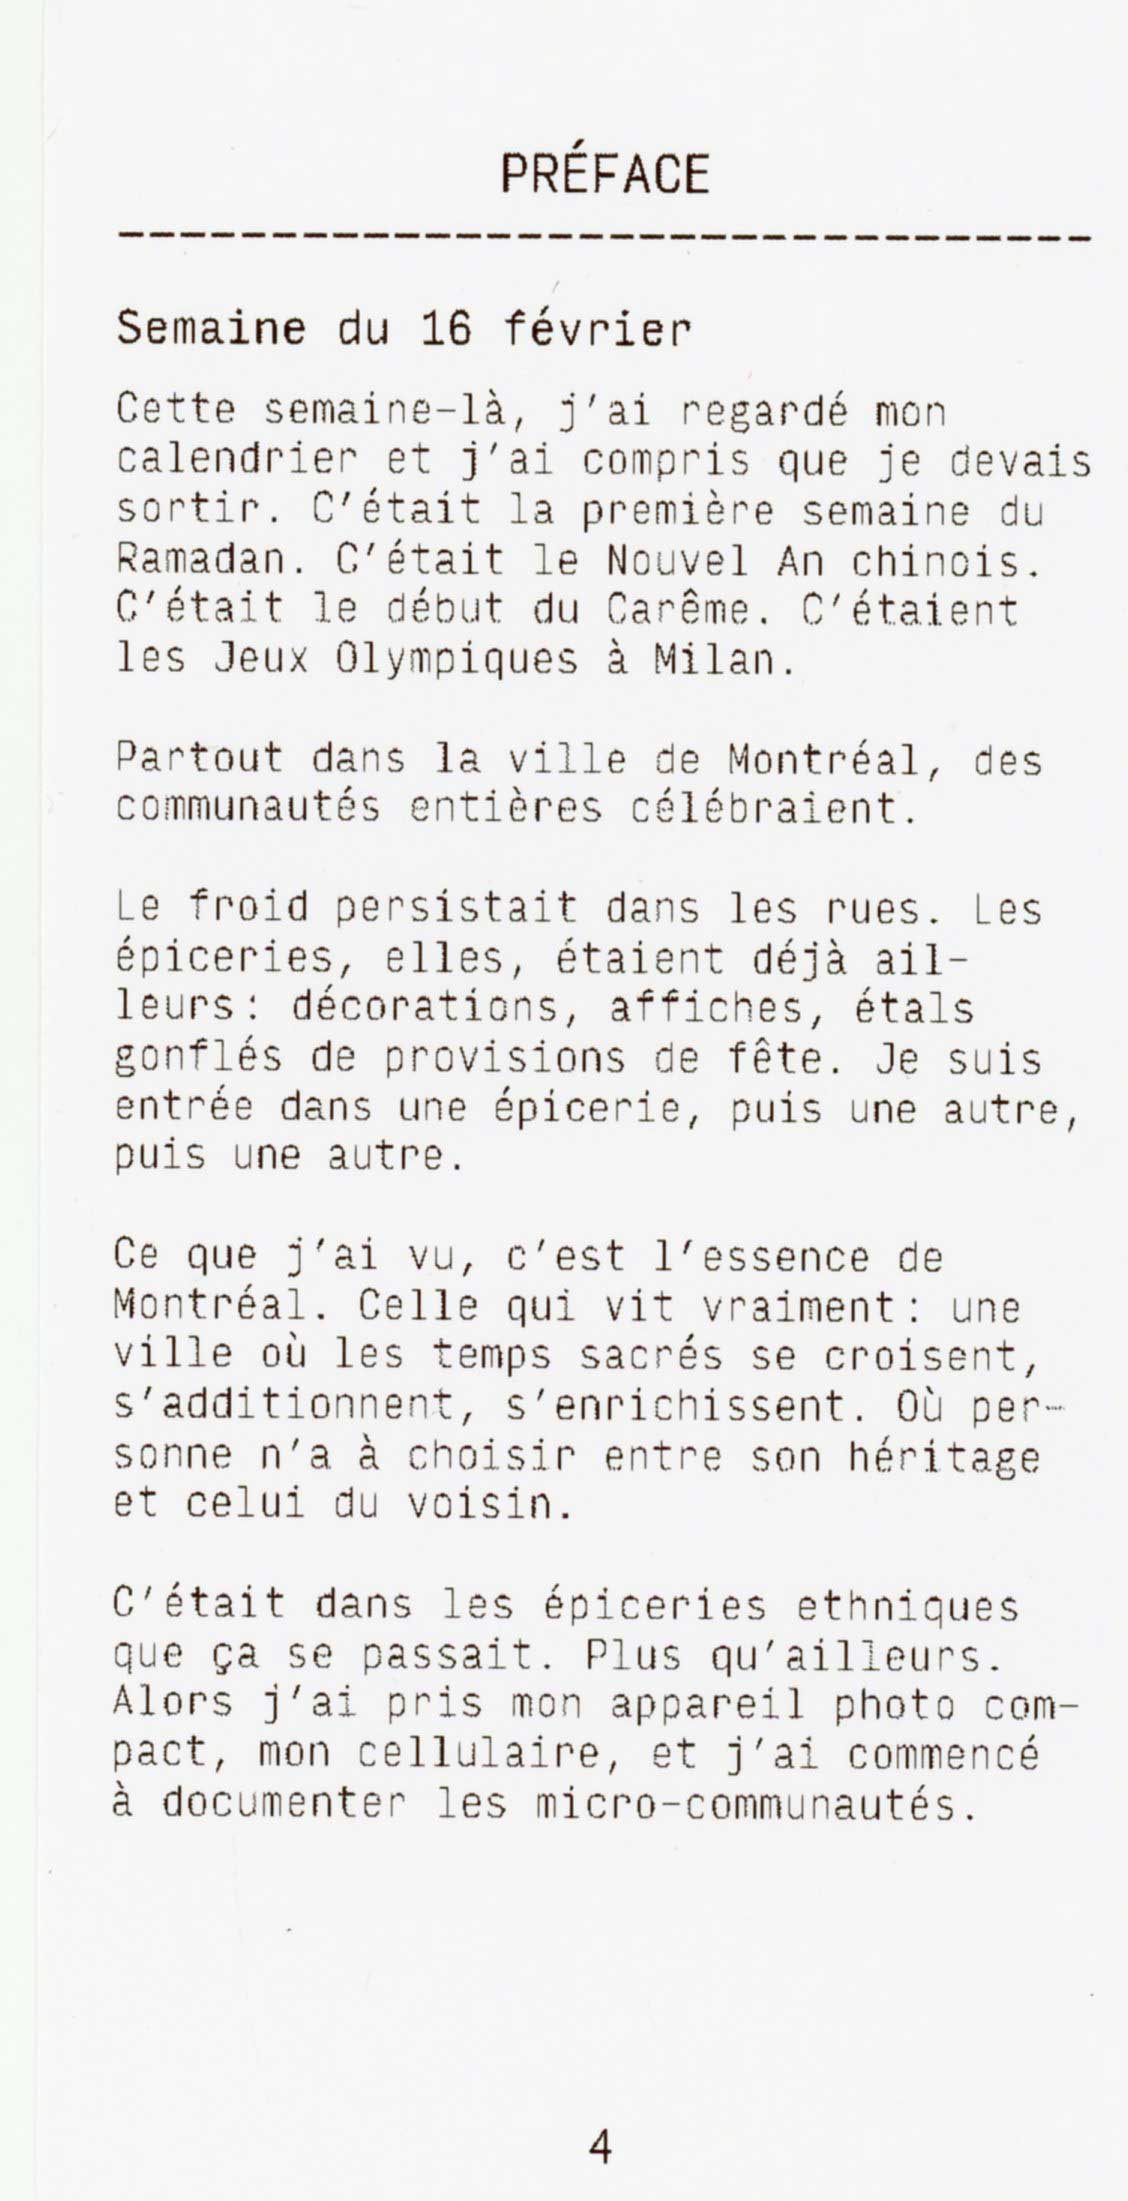 PRÉFACE
Semaine du 16 février
Cette semaine-là, j'ai regardé mon
calendrier et j'ai compris que je devais
sortir. C'était la première semaine du
Ramadan. C'était le Nouvel An chinois.
C'était le début du Carême. C'étaient
les Jeux Olympiques à Milan.
Partout dans la ville de Montréal, des
communautés entières célébraient.
Le froid persistait dans les rues. Les
épiceries, elles, étaient déjà ail-
leurs: décorations, affiches, étals
gonflés de provisions de fête. Je suis
entrée dans une épicerie, puis une autre,
puis une autre.
Ce que j'ai vu, c'est l'essence de
Montréal. Celle qui vit vraiment: une
ville où les temps sacrés se croisent,
s'additionnent, s'enrichissent. Où per-
sonne n'a à choisir entre son héritage
et celui du voisin.
C'était dans les épiceries ethniques
que ça se passait. Plus qu'ailleurs.
Alors j'ai pris mon appareil photo com-
pact, mon cellulaire, et j'ai commencé
à documenter les micro-communautés.
4